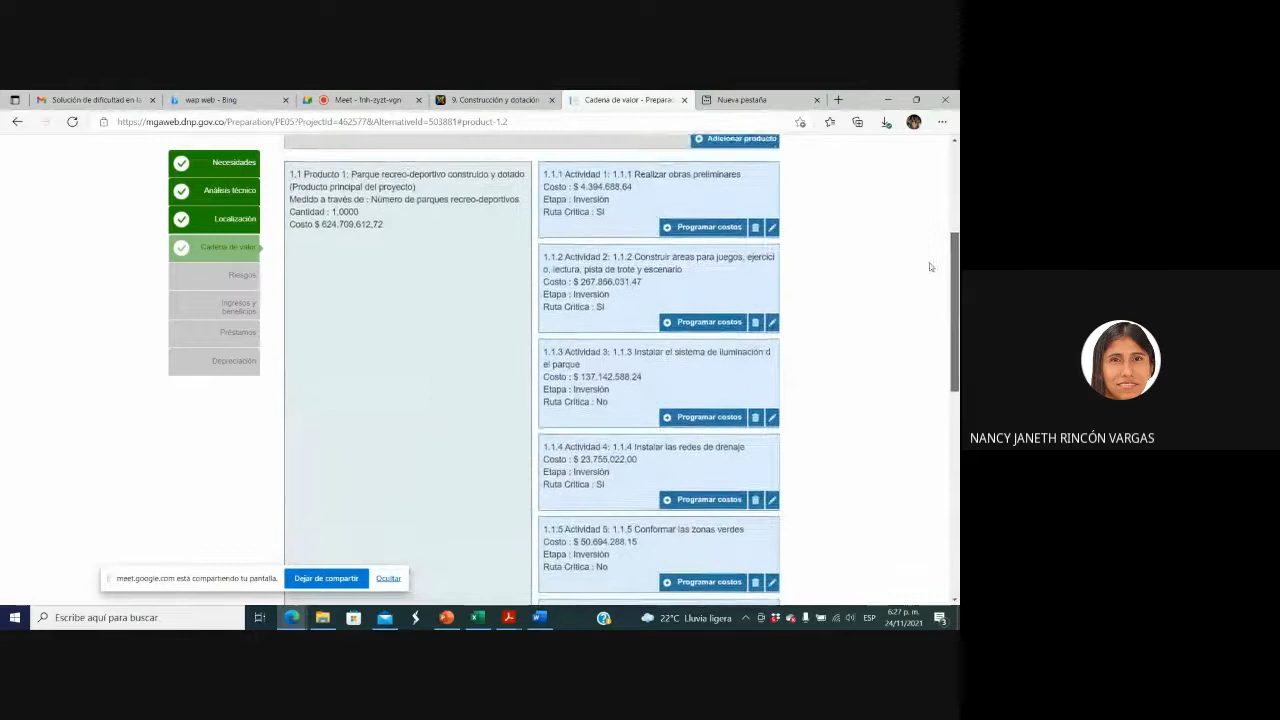 Solución de dificultad en la
wap web - Bing
Meet - fnh-zyzt-vgn
9. Construcción y dotación
Cadena de valor - Prepara
Nueva pestaña
https://mgaweb.dnp.gov.co/Preparation/PE05?ProjectId=462577&AlternativeId=503881#product-1.2
Adicionar producto
Necesidades
Análisis técnico
Localización
Cadena de valor
Riesgos
Ingresos y
beneficios
Préstamos
Depreciación
1.1 Producto 1: Parque recreo-deportivo construido y dotado
(Producto principal del proyecto)
Medido a través de : Número de parques recreo-deportivos
Cantidad : 1,0000
Costo $ 624.709.612,72
1.1.1 Actividad 1: 1.1.1 Realizar obras preliminares
Costo : $ 4.394.688.64
Etapa : Inversión
Ruta Crítica : Si
Programar costos
1.1.2 Actividad 2: 1.1.2 Construir áreas para juegos, ejercici
o, lectura, pista de trote y escenario
Costo : $ 267.856.031.47
Etapa : Inversión
Ruta Crítica : Si
Programar costos
1.1.3 Actividad 3: 1.1.3 Instalar el sistema de iluminación d
el parque
Costo : $ 137.142.588.24
Etapa : Inversión
Ruta Crítica : No
Programar costos
1.1.4 Actividad 4: 1.1.4 Instalar las redes de drenaje
Costo : $ 23.755.022.00
Etapa : Inversión
Ruta Crítica : Si
Programar costos
1.1.5 Actividad 5: 1.1.5 Conformar las zonas verdes
Costo : $ 50.694.288.15
Etapa : Inversión
Ruta Crítica : No
Programar costos
meet.google.com está compartiendo tu pantalla.
Dejar de compartir
Ocultar
NANCY JANETH RINCÓN VARGAS
Escribe aquí para buscar
22°C Lluvia ligera
ESP
6:27 p. m.
24/11/2021
3